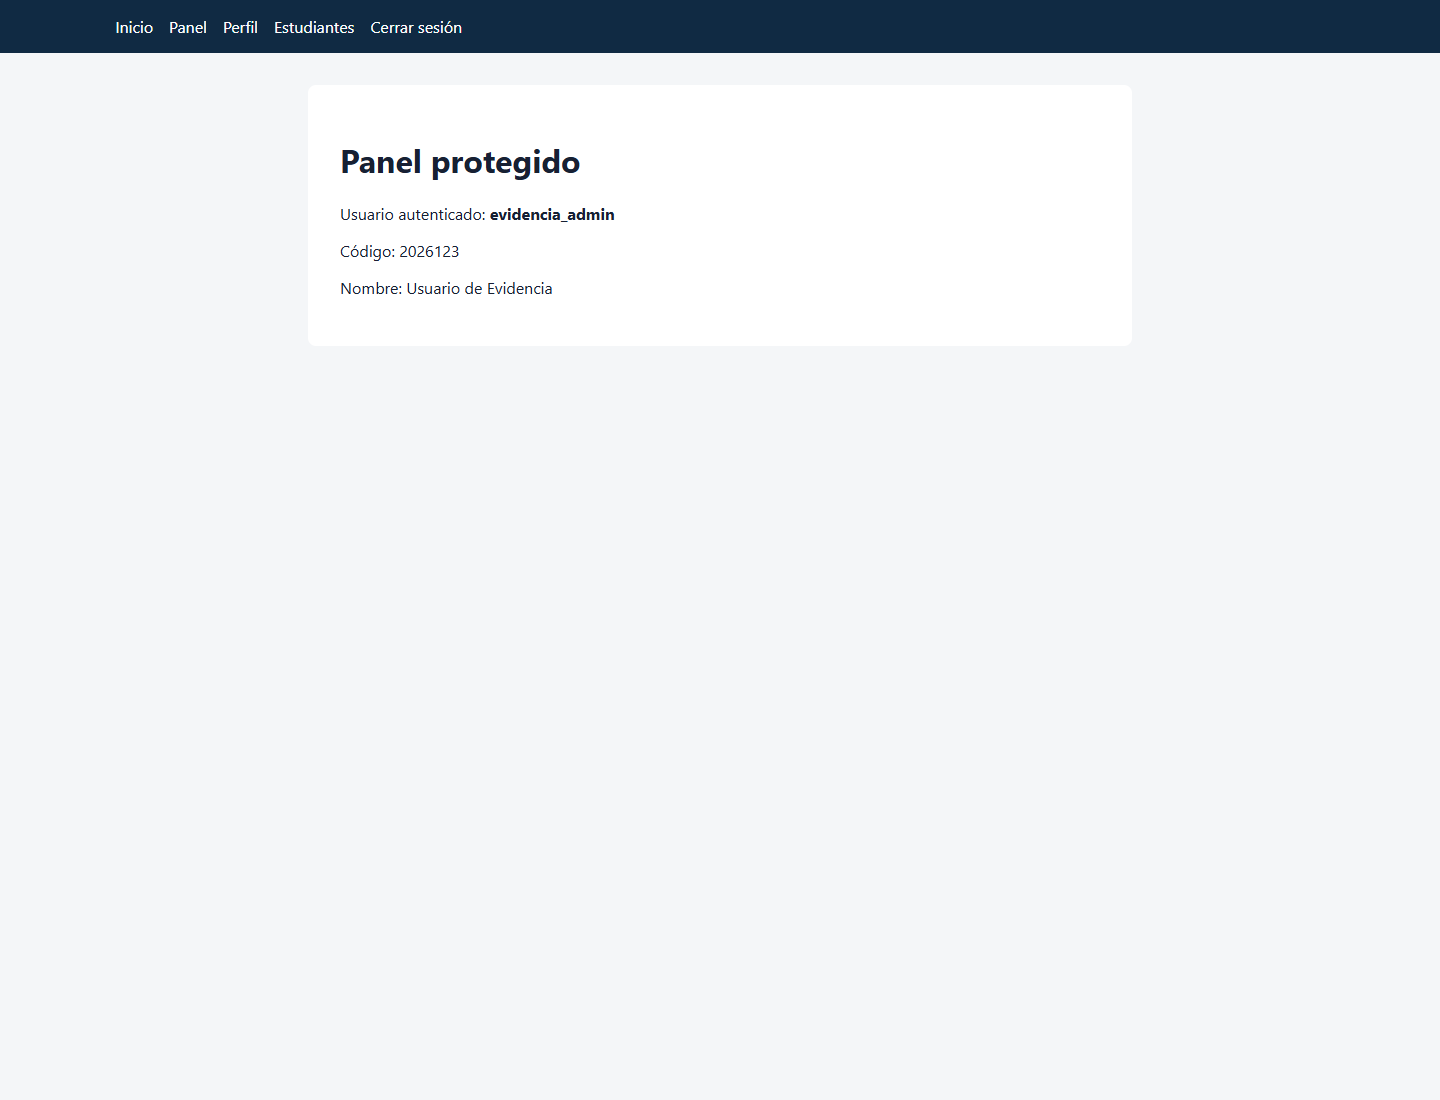 Inicio Panel Perfil Estudiantes Cerrar sesión
Panel protegido
Usuario autenticado: evidencia_admin
Código: 2026123
Nombre: Usuario de Evidencia